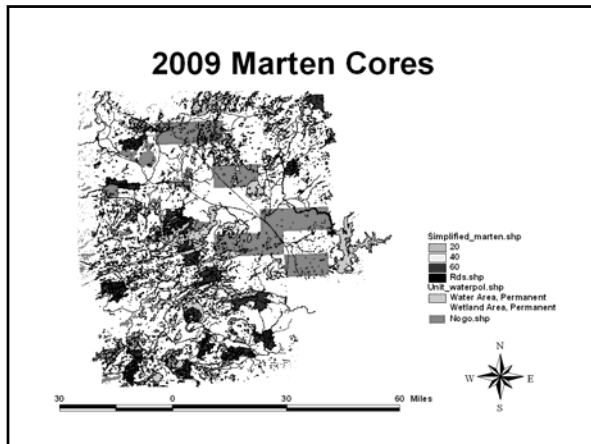 2009 Marten Cores
Simplified_marten.shp
20
40
60
Rds.shp
Unit_waterpol.shp
Water Area, Permanent
Wetland Area, Permanent
Nogo.shp
N
W E
S
30 0 30 60 Miles